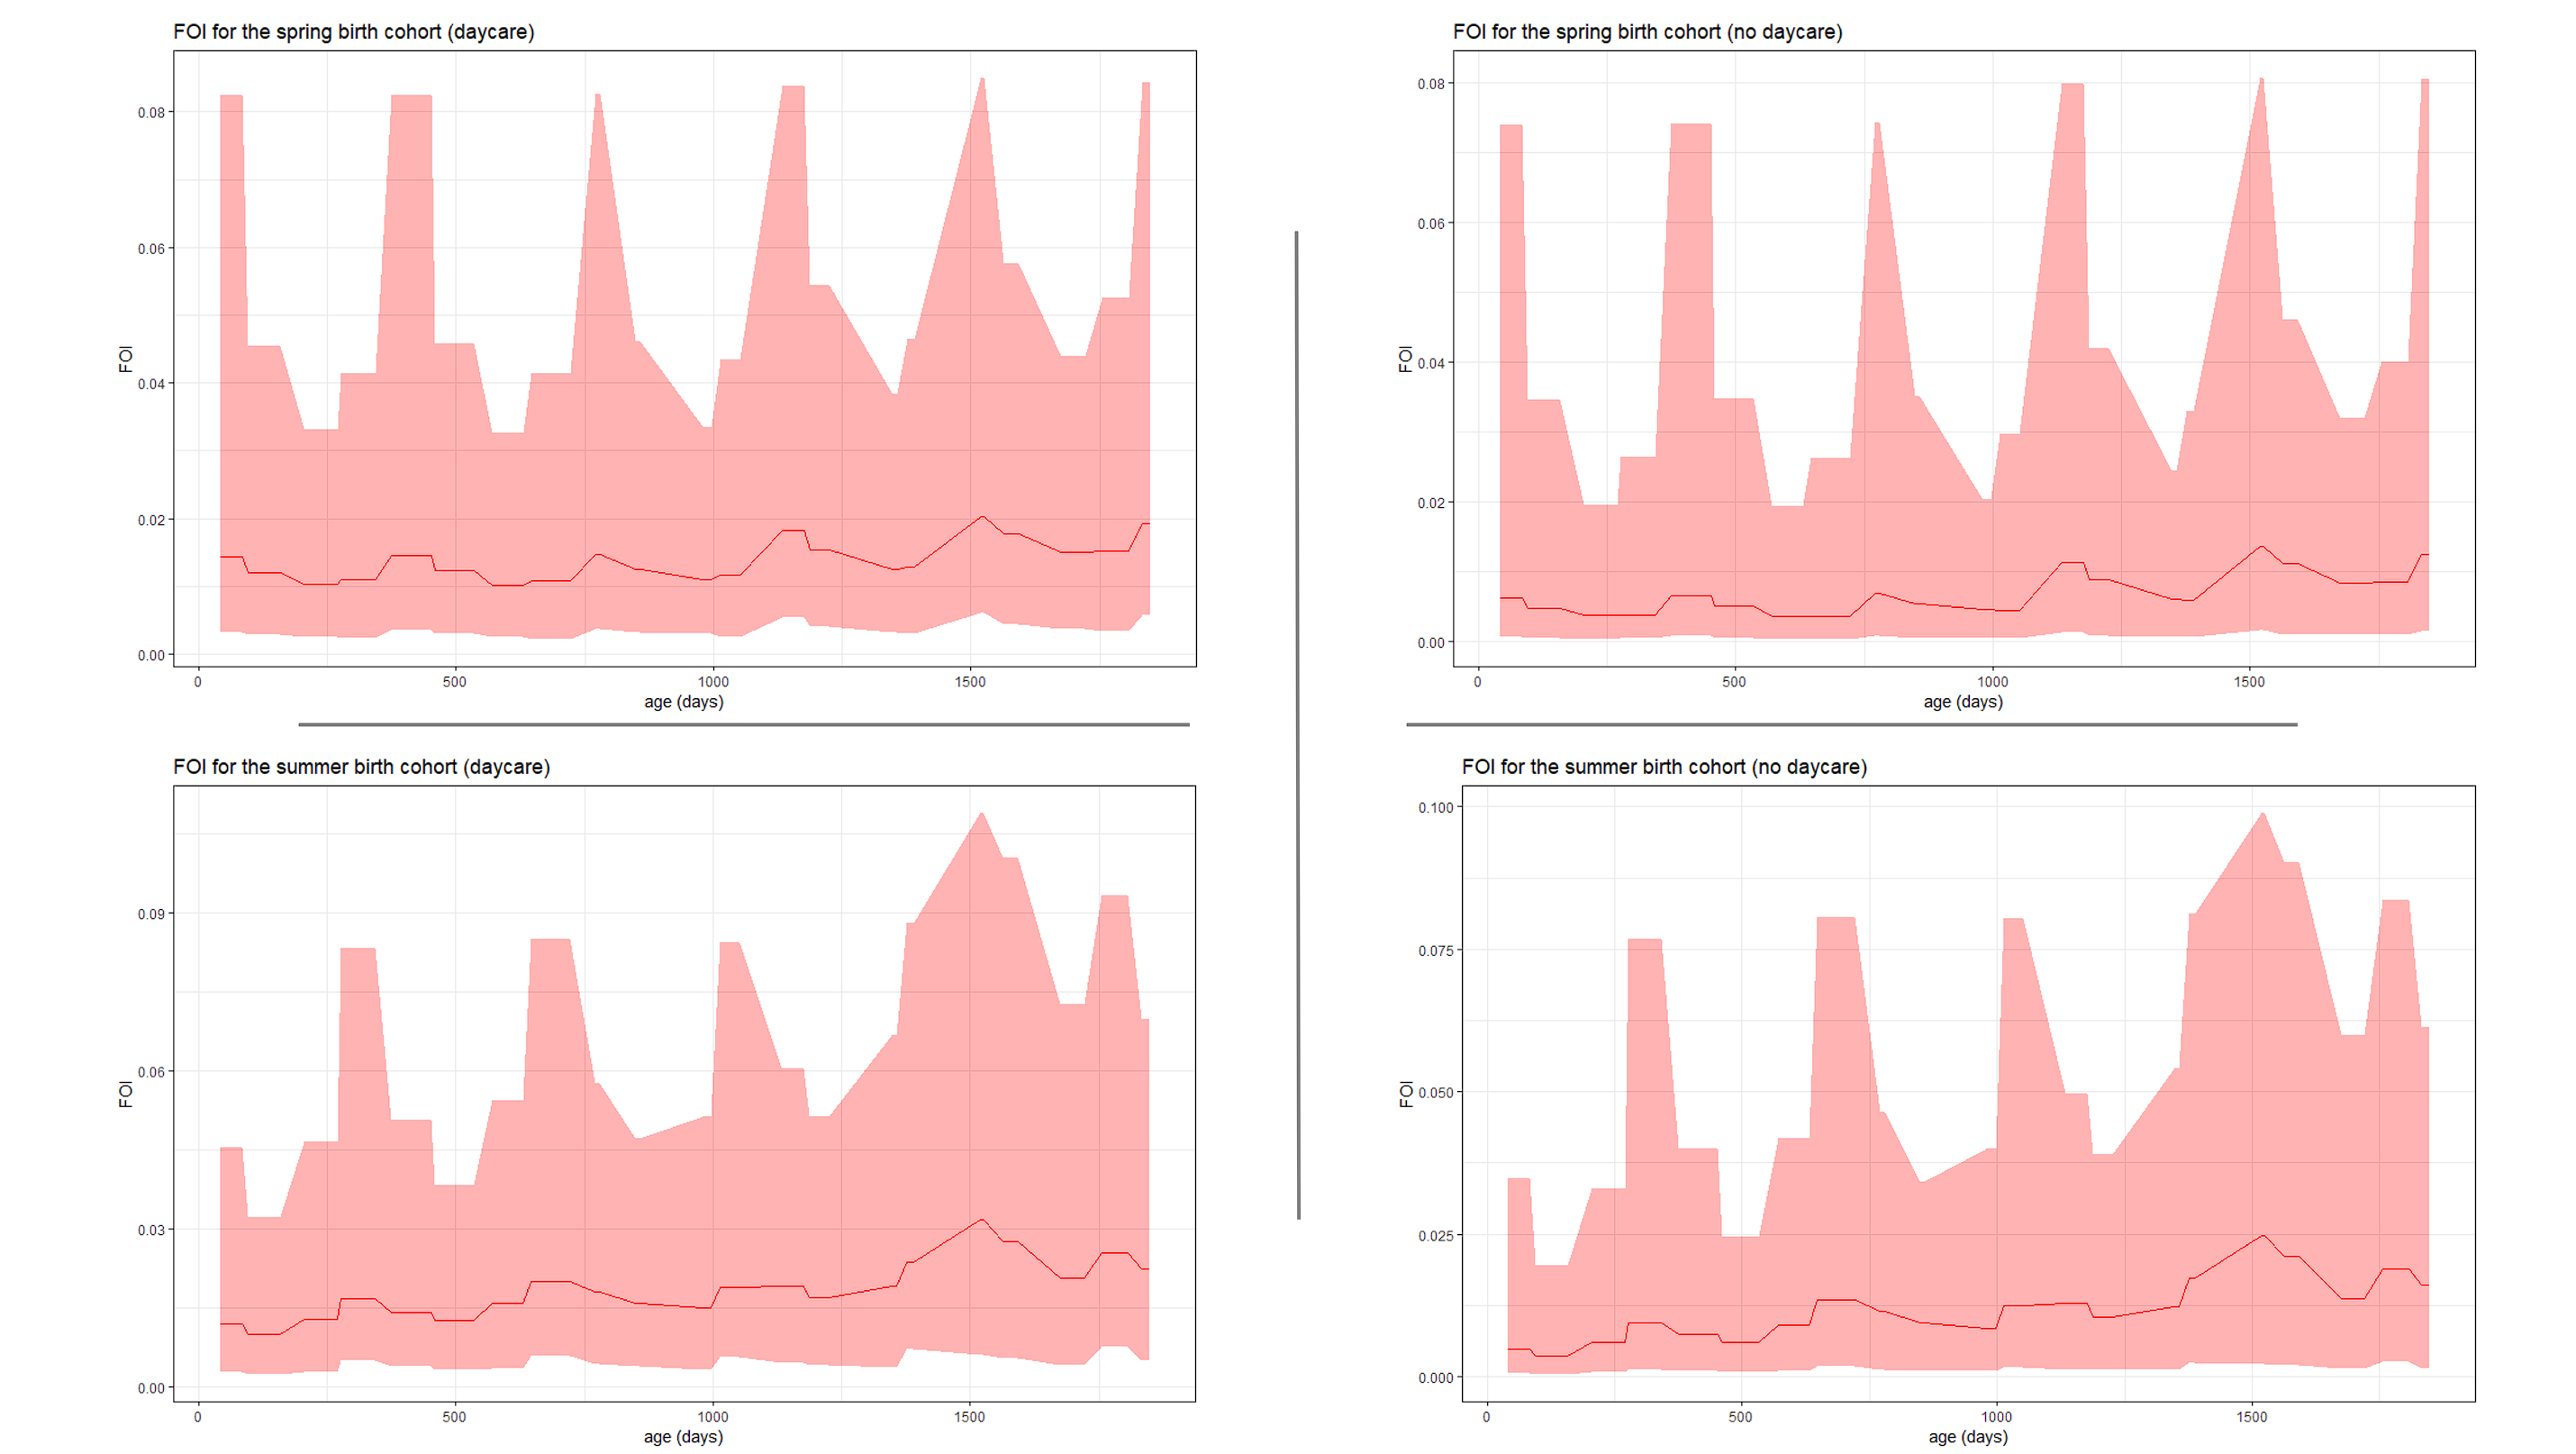 FOI for the spring birth cohort (daycare)
0.08
0.06
0.04
0.02
0.00
FOI
0 500 1000 1500
age (days)
FOI for the spring birth cohort (no daycare)
0.08
0.06
0.04
0.02
0.00
FOI
0 500 1000 1500
age (days)
FOI for the summer birth cohort (daycare)
0.09
0.06
0.03
0.00
FOI
0 500 1000 1500
age (days)
FOI for the summer birth cohort (no daycare)
0.100
0.075
0.050
0.025
0.000
FOI
0 500 1000 1500
age (days)